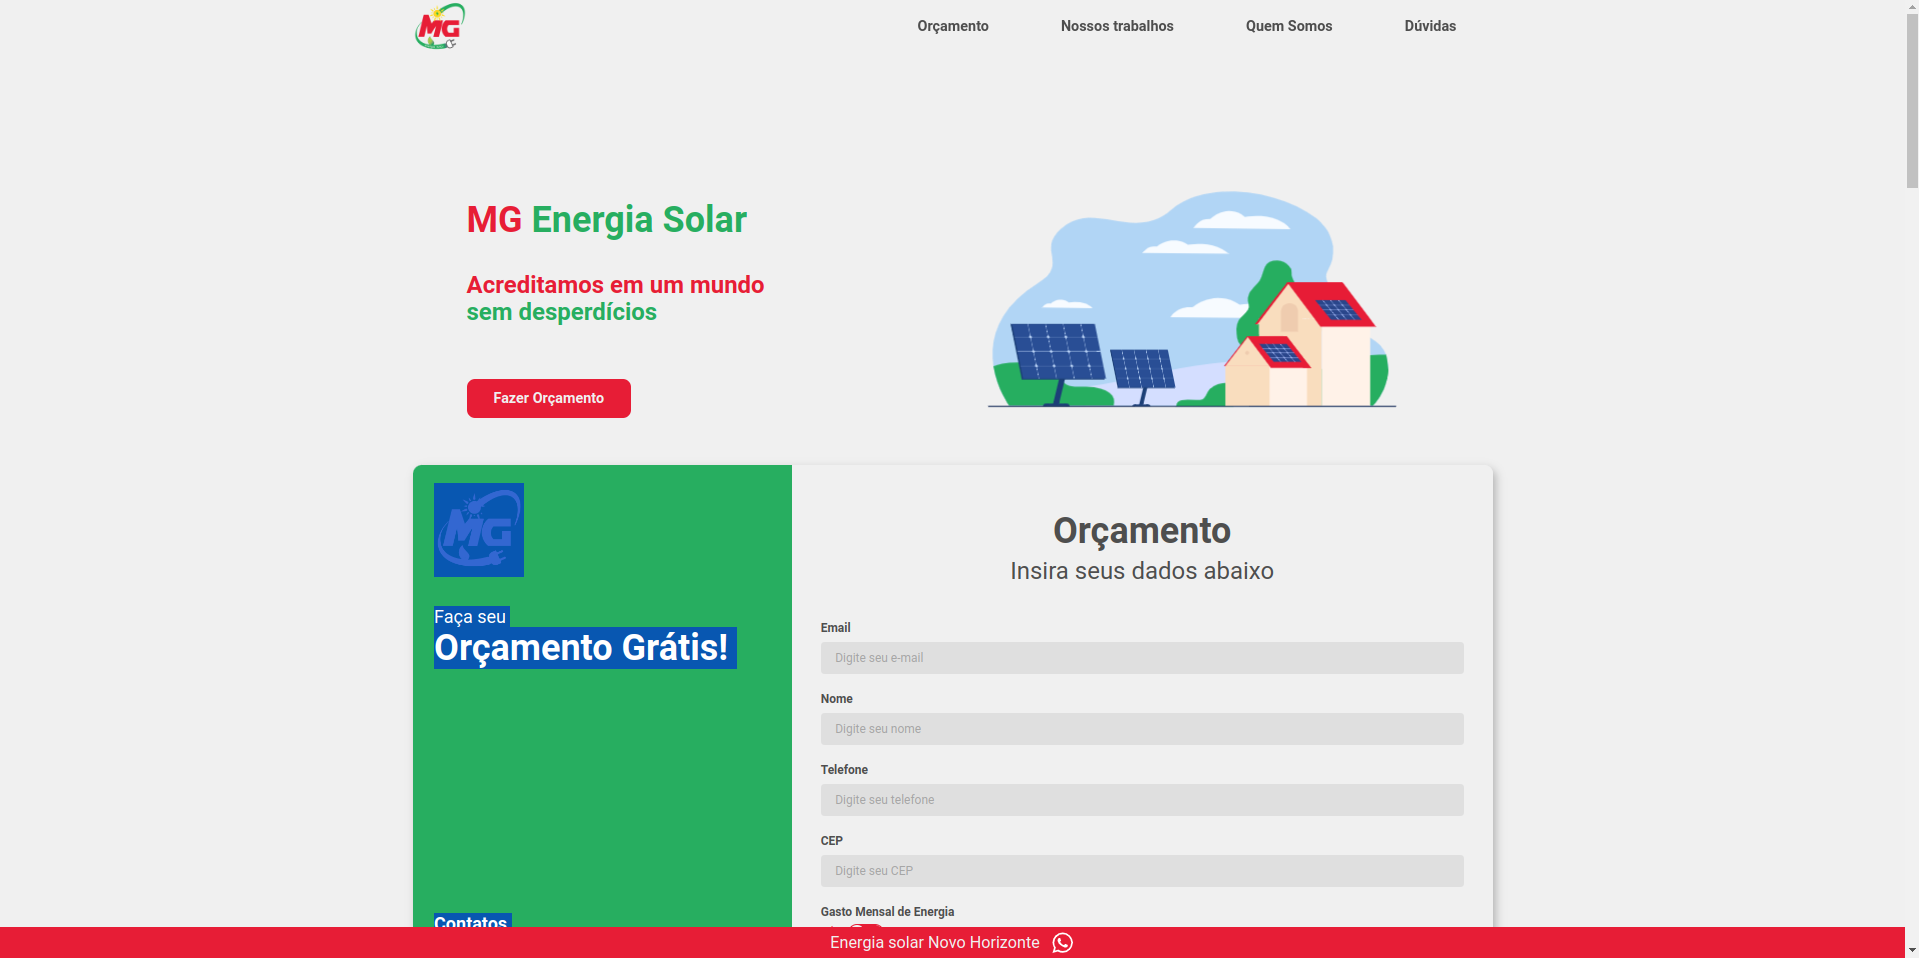 MG
Orçamento
Nossos trabalhos
Quem Somos
Dúvidas
MG Energia Solar
Acreditamos em um mundo
sem desperdícios
Fazer Orçamento
MG
Faça seu
Orçamento Grátis!
Contatos
Orçamento
Insira seus dados abaixo
Email
Digite seu e-mail
Nome
Digite seu nome
Telefone
Digite seu telefone
CEP
Digite seu CEP
Gasto Mensal de Energia
Energia solar Novo Horizonte